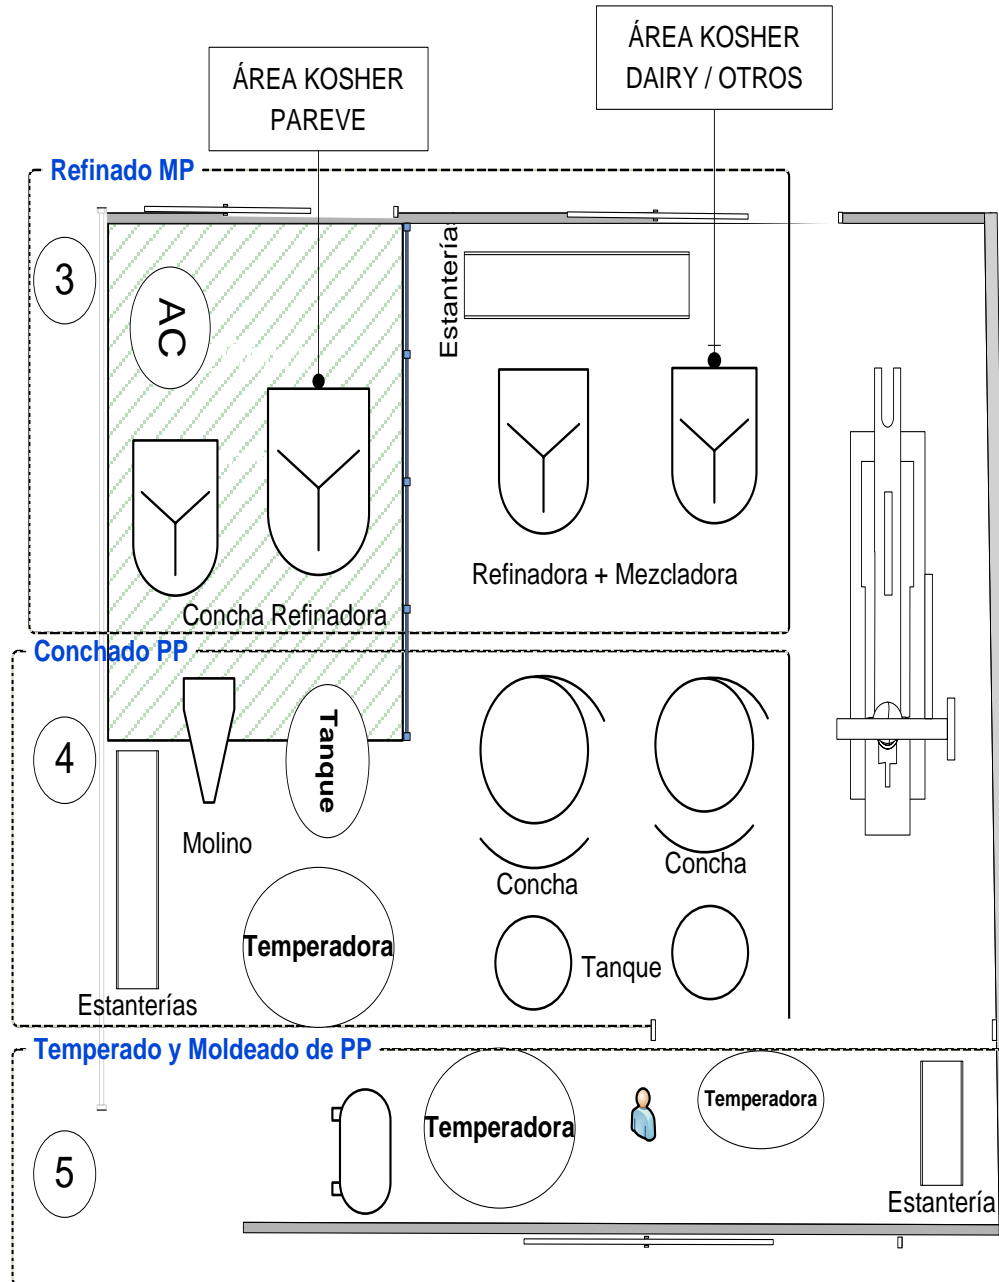 ÁREA KOSHER
PAREVE
ÁREA KOSHER
DAIRY / OTROS
Refinado MP
3
AC
Estanterías
Refinadora + Mezcladora
Concha Refinadora
Conchado PP
4
Tanque
Molino
Concha
Concha
Temperadora
Tanque
Estanterías
Temperado y Moldeado de PP
5
Temperadora
Temperadora
Estantería